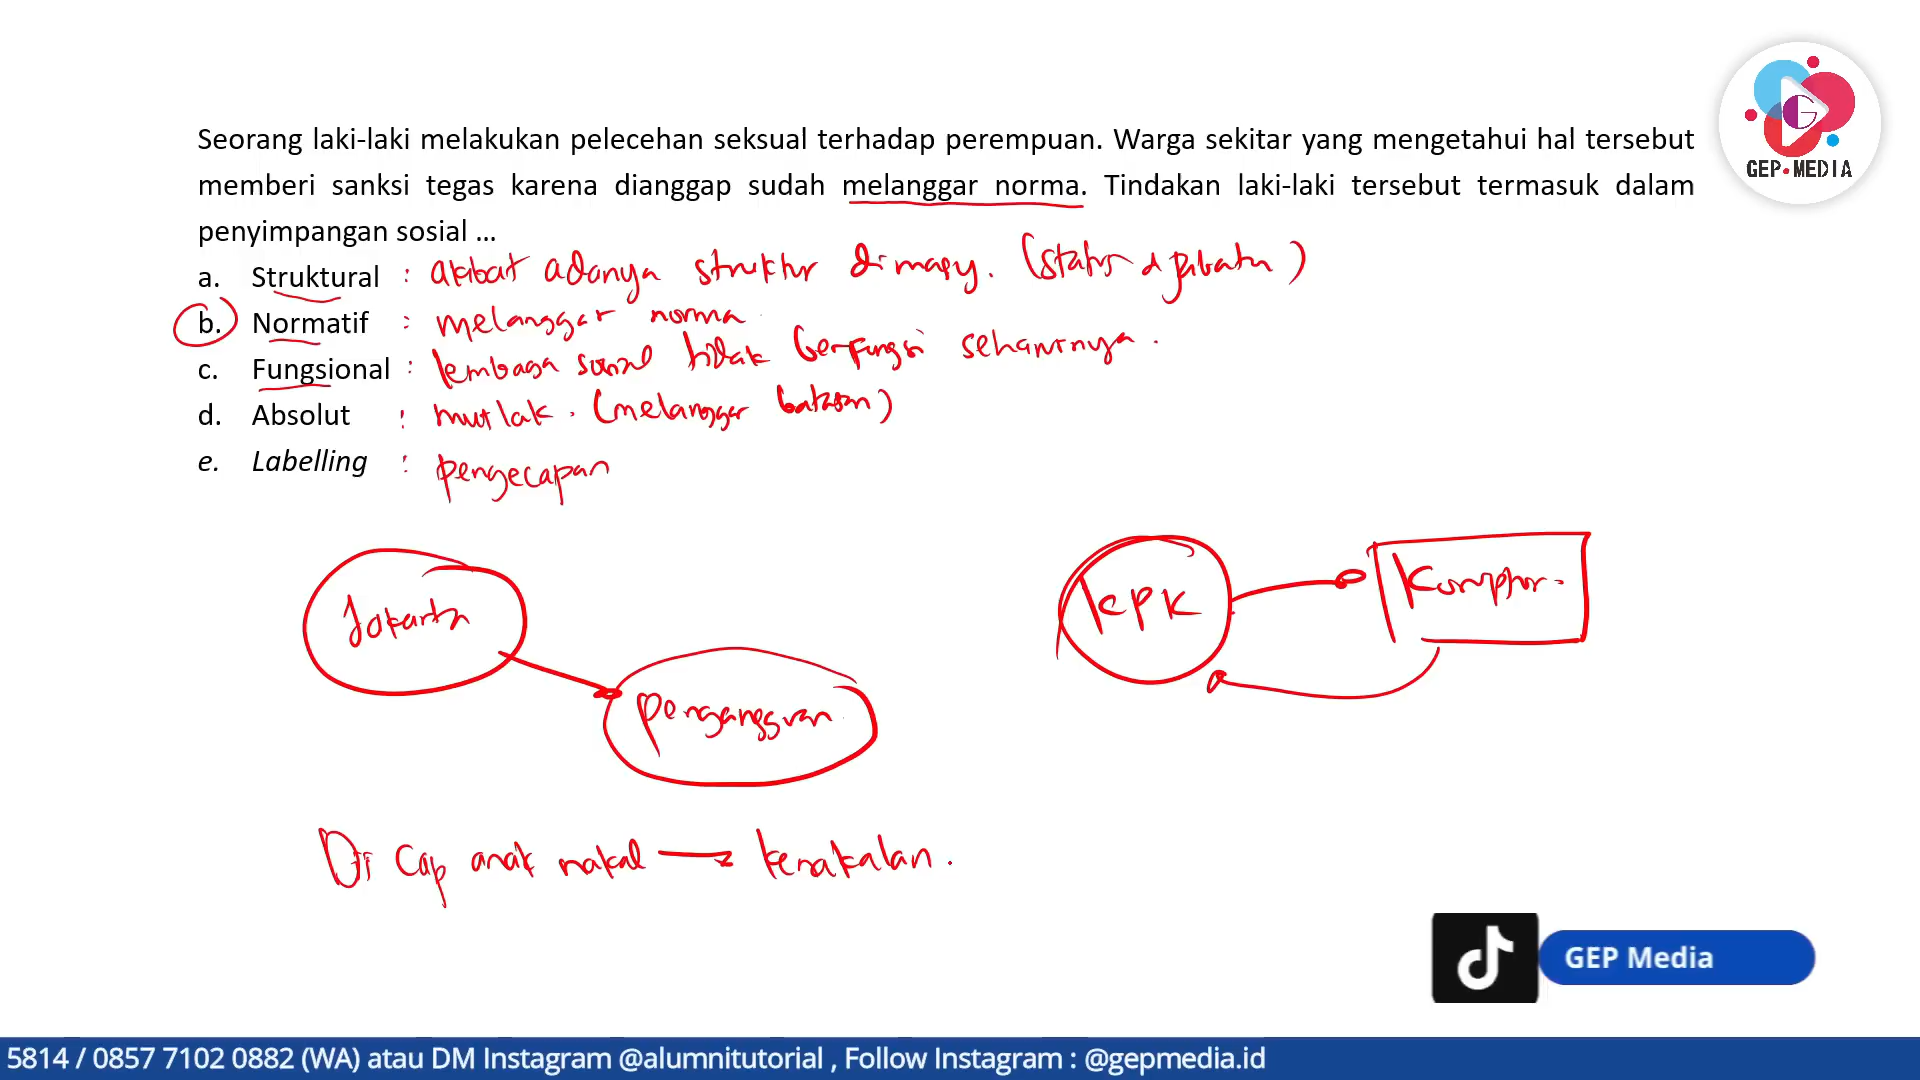 Seorang laki-laki melakukan pelecehan seksual terhadap perempuan. Warga sekitar yang mengetahui hal tersebut
memberi sanksi tegas karena dianggap sudah melanggar norma. Tindakan laki-laki tersebut termasuk dalam
penyimpangan sosial ...
a. Struktural : akibat adanya struktur di masy. (status
b. Normatif : melanggar norma
c. Fungsional : lembaga sosial tidak berfungsi seharusnya.
d. Absolut : mutlak. (melanggar batasan)
e. Labelling : pengecapan
Jakarta
pengangguran
KPK
Di Cap anak nakal → kenakalan.
GEP•MEDIA
GEP Media
5814 / 0857 7102 0882 (WA) atau DM Instagram @alumnitutorial , Follow Instagram : @gepmedia.id